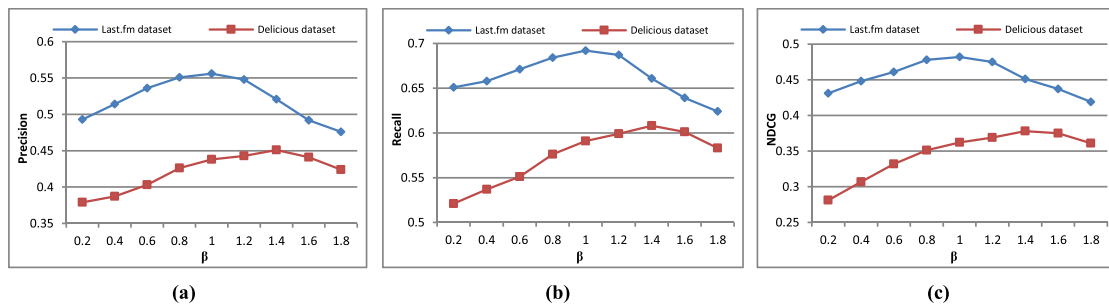 Last.fm dataset Delicious dataset
0.6
0.55
0.5
0.45
0.4
0.35
Precision
0.2 0.4 0.6 0.8 1 1.2 1.4 1.6 1.8
β
(a)
Last.fm dataset Delicious dataset
0.7
0.65
0.6
0.55
0.5
Recall
0.2 0.4 0.6 0.8 1 1.2 1.4 1.6 1.8
β
(b)
Last.fm dataset Delicious dataset
0.5
0.45
0.4
0.35
0.3
0.25
NDCG
0.2 0.4 0.6 0.8 1 1.2 1.4 1.6 1.8
β
(c)